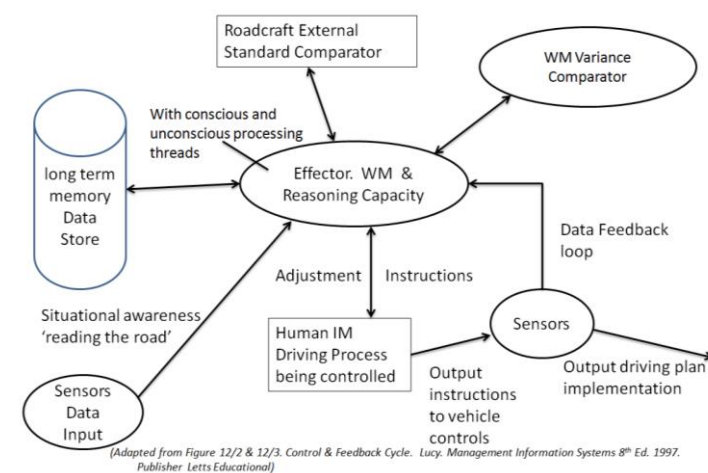 Roadcraft External
Standard Comparator
WM Variance
Comparator
With conscious and
unconscious processing
threads
long term
memory
Data
Store
Effector. WM &
Reasoning Capacity
Data Feedback
loop
Adjustment
Instructions
Situational awareness
'reading the road'
Human IM
Driving Process
being controlled
Sensors
Output
instructions
to vehicle
controls
Output driving plan
implementation
Sensors
Data
Input
(Adapted from Figure 12/2 & 12/3. Control & Feedback Cycle. Lucy. Management Information Systems 8th Ed. 1997.
Publisher Letts Educational)